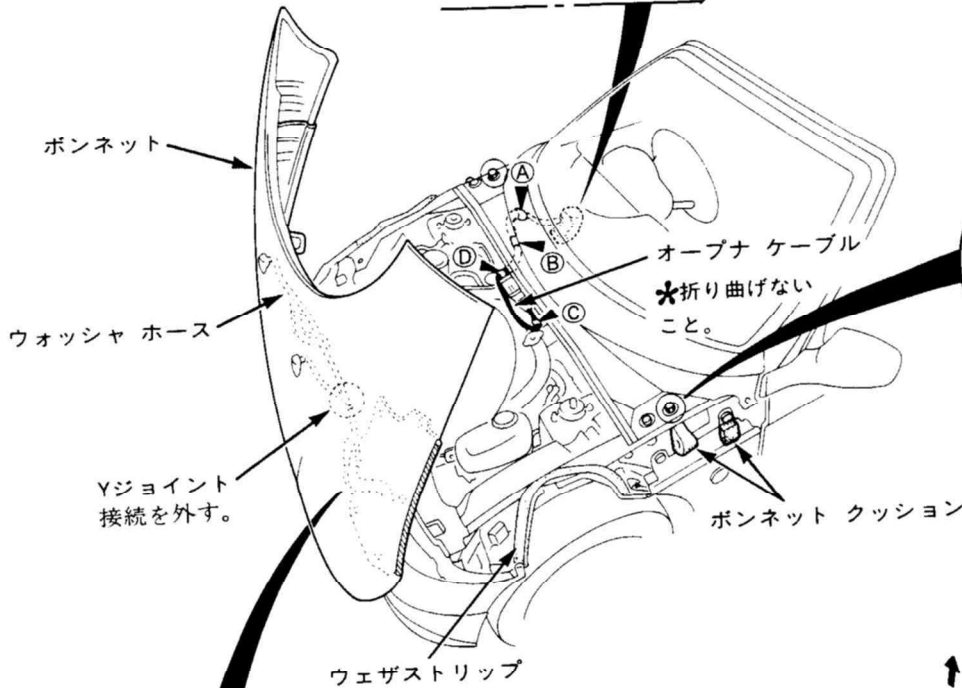 ボンネット
Ⓐ
Ⓑ
Ⓓ
オープナ ケーブル
*折り曲げない
こと。
Ⓒ
ウォッシャ ホース
Yジョイント
接続を外す。
ボンネット クッション
ウェザストリップ